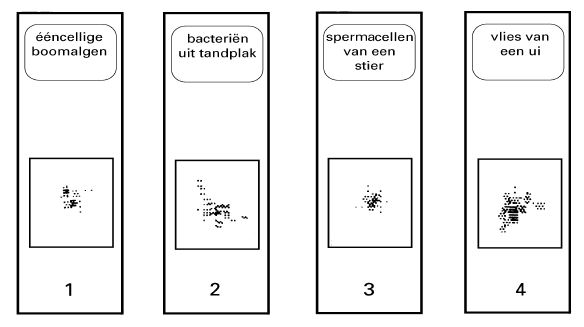 ééncellige
boomalgen
bacteriën
uit tandplak
spermacellen
van een
stier
vlies van
een ui
1
2
3
4